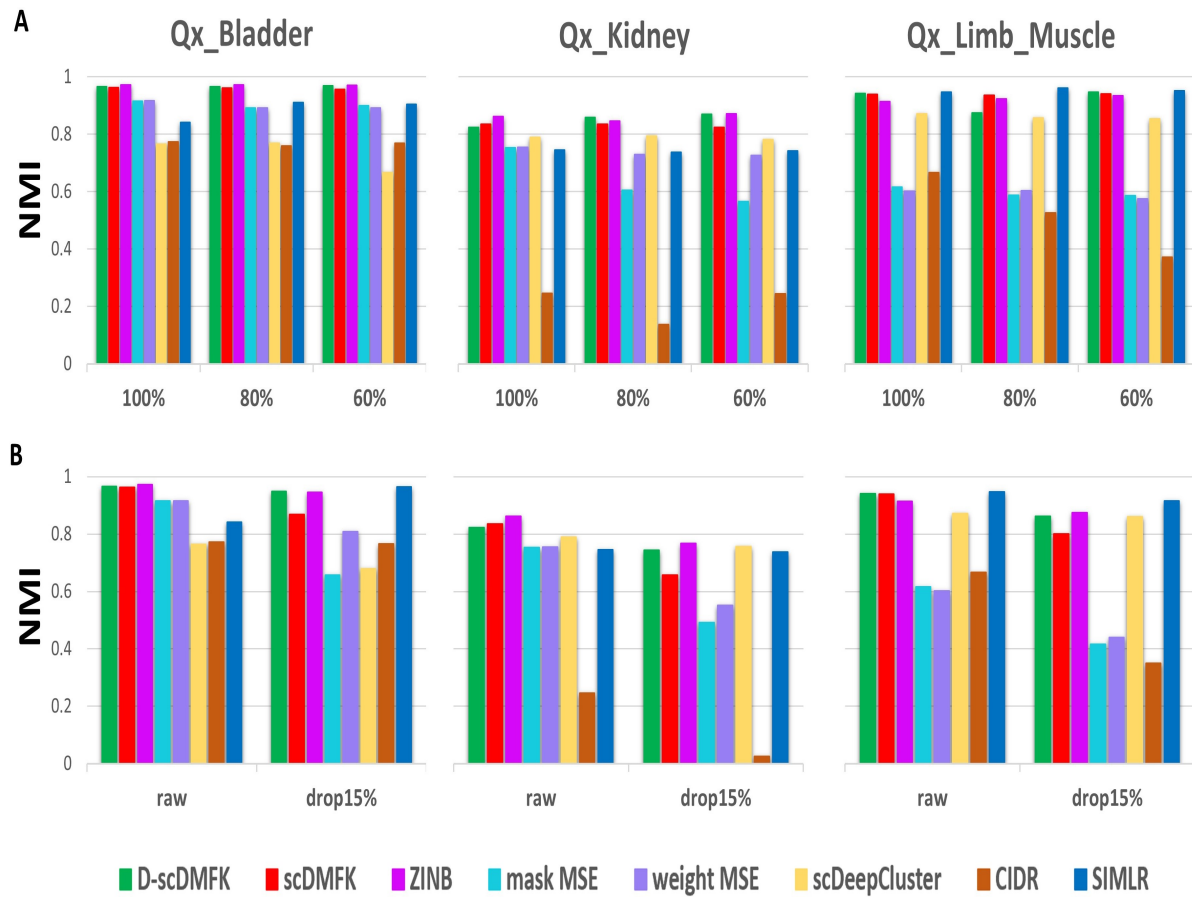 A
Qx_Bladder Qx_Kidney Qx_Limb_Muscle
NMI
1
0.8
0.6
0.4
0.2
0
100% 80% 60% 100% 80% 60% 100% 80% 60%
B
NMI
1
0.8
0.6
0.4
0.2
0
raw drop15% raw drop15% raw drop15%
D-scDMFK scDMFK ZINB mask MSE weight MSE scDeepCluster CIDR SIMLR